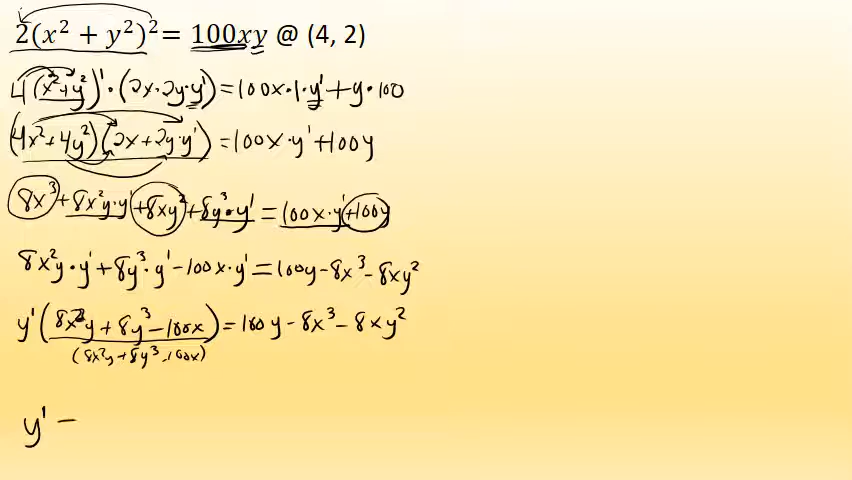 2(x² + y²)² = 100xy @ (4, 2)
4(x²+y²)¹·(2x·2y·y')=100x·1·y'+y·100
(4x²+4y²)(2x+2y·y')=100x·y'+100y
8x³+8x²y·y'+8xy²+8y³·y'=100x·y'+100y
8x²y·y'+8y³·y'-100x·y'=100y-8x³-8xy²
y'(8x²y+8y³-100x)=100y-8x³-8xy²
(8x²y+8y³-100x)
y' =